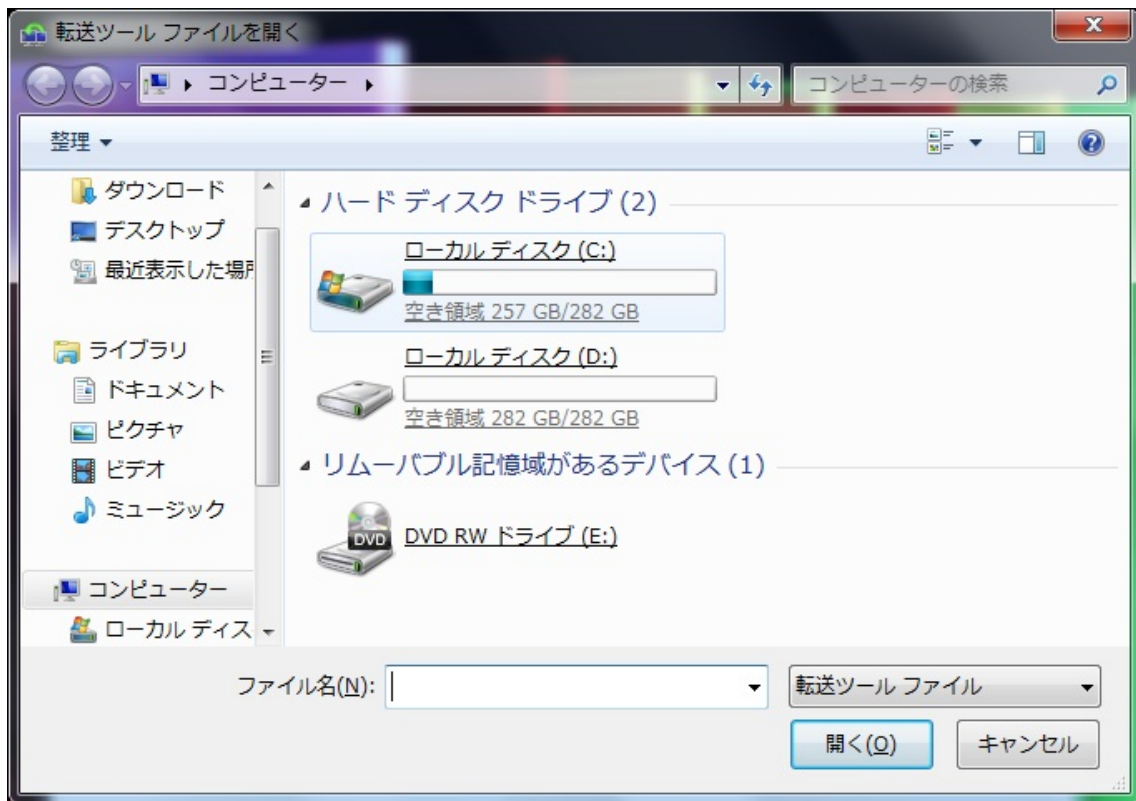 転送ツール ファイルを開く
コンピューター
コンピューターの検索
整理
ダウンロード
デスクトップ
最近表示した場所
ライブラリ
ドキュメント
ピクチャ
ビデオ
ミュージック
コンピューター
ローカル ディス
ハード ディスク ドライブ (2)
ローカル ディスク (C:)
空き領域 257 GB/282 GB
ローカル ディスク (D:)
空き領域 282 GB/282 GB
リムーバブル記憶域があるデバイス (1)
DVD
DVD RW ドライブ (E:)
ファイル名(N):
転送ツール ファイル
開く(O)
キャンセル